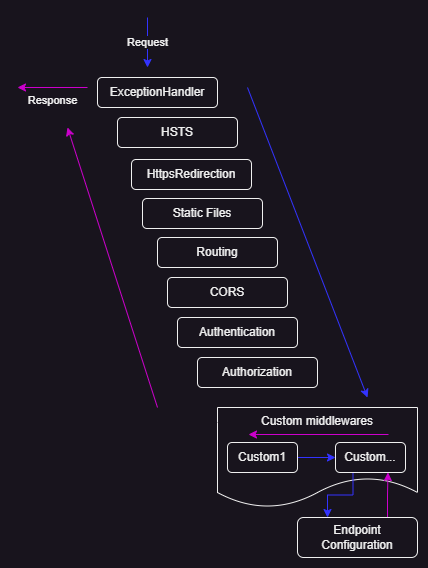 Request
ExceptionHandler
Response
HSTS
HttpsRedirection
Static Files
Routing
CORS
Authentication
Authorization
Custom middlewares
Custom1
Custom...
Endpoint
Configuration